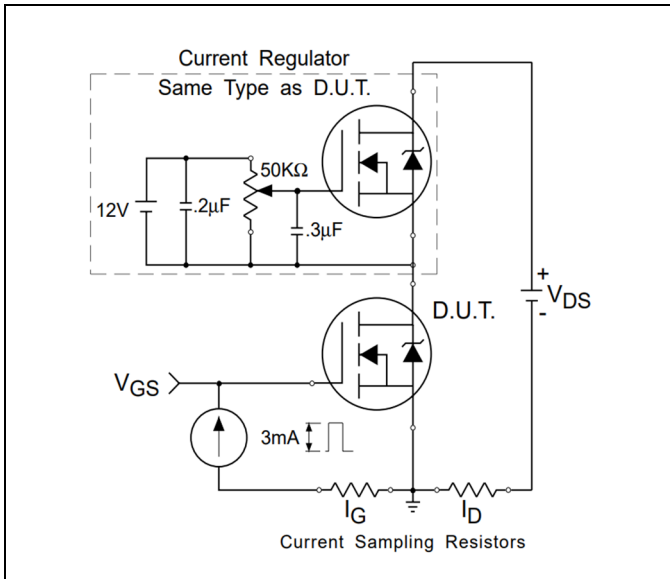 Current Regulator
Same Type as D.U.T.
50KΩ
12V
.2μF
.3μF
+
VDS
-
D.U.T.
VGS
3mA
IG
ID
Current Sampling Resistors